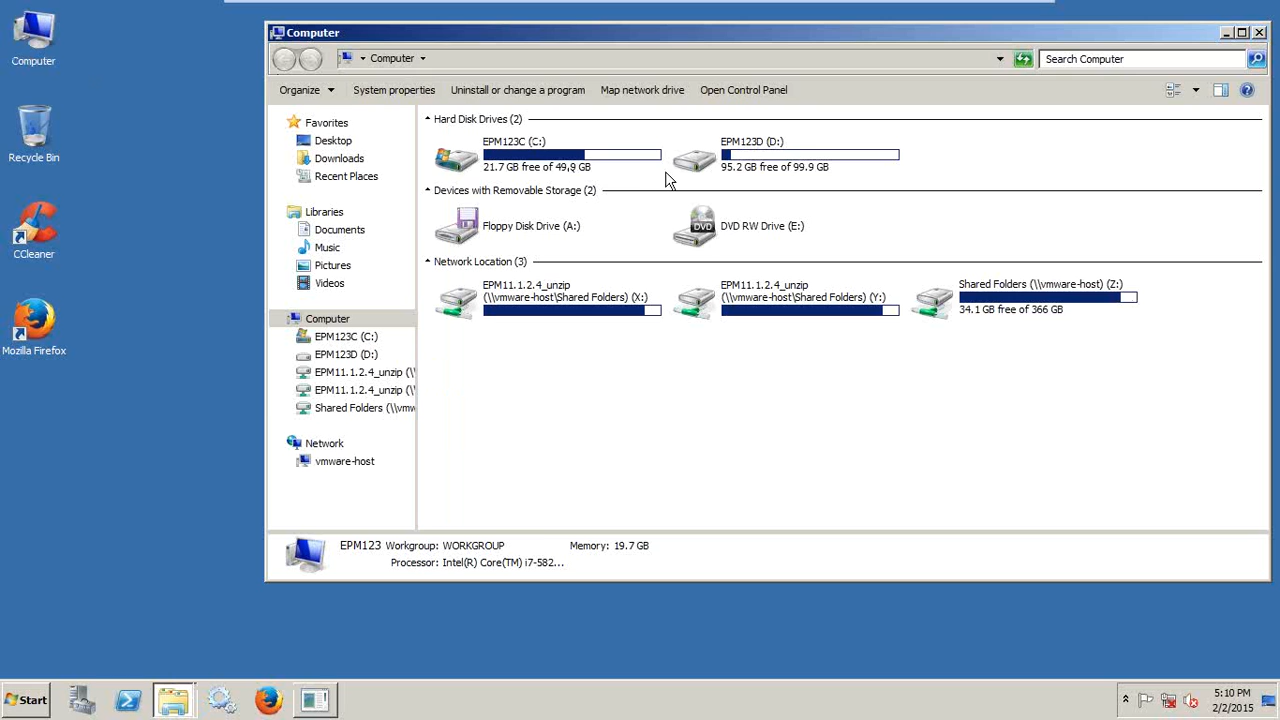 Computer
Recycle Bin
CCleaner
Mozilla Firefox
Computer
Computer
Search Computer
Organize
System properties
Uninstall or change a program
Map network drive
Open Control Panel
Favorites
Desktop
Downloads
Recent Places
Libraries
Documents
Music
Pictures
Videos
Computer
EPM123C (C:)
EPM123D (D:)
EPM11.1.2.4_unzip (\\
EPM11.1.2.4_unzip (\\
Shared Folders (\\vmw
Network
vmware-host
Hard Disk Drives (2)
EPM123C (C:)
21.7 GB free of 49.9 GB
EPM123D (D:)
95.2 GB free of 99.9 GB
Devices with Removable Storage (2)
Floppy Disk Drive (A:)
DVD
DVD RW Drive (E:)
Network Location (3)
EPM11.1.2.4_unzip
(\\vmware-host\Shared Folders) (X:)
EPM11.1.2.4_unzip
(\\vmware-host\Shared Folders) (Y:)
Shared Folders (\\vmware-host) (Z:)
34.1 GB free of 366 GB
EPM123 Workgroup: WORKGROUP Memory: 19.7 GB
Processor: Intel(R) Core(TM) i7-582...
Start
5:10 PM
2/2/2015